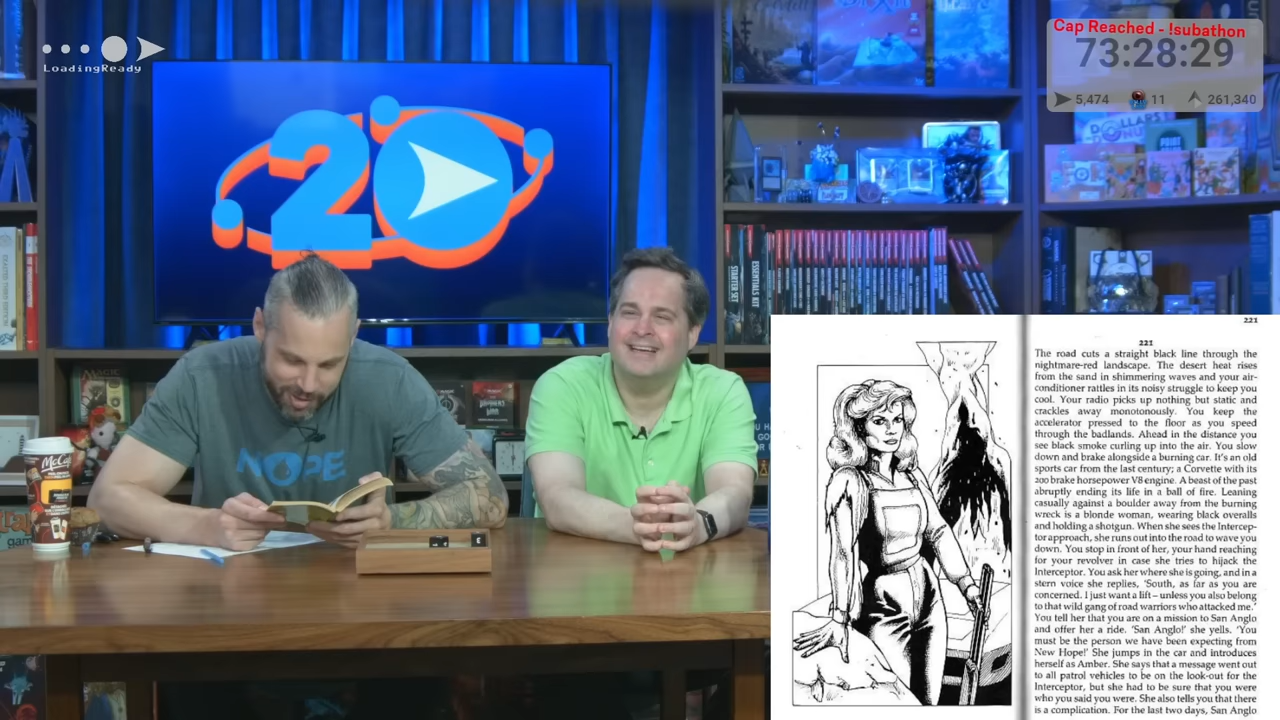 LoadingReady
Cap Reached - !subathon
73:28:29
5,474
11
261,340
20
STARTER SET
ESSENTIALS KIT
MAGIC
McCafé
NOPE
221
221
The road cuts a straight black line through the
nightmare-red landscape. The desert heat rises
from the sand in shimmering waves and your air-
conditioner rattles in its noisy struggle to keep you
cool. Your radio picks up nothing but static and
crackles away monotonously. You keep the
accelerator pressed to the floor as you speed
through the badlands. Ahead in the distance you
see black smoke curling up into the air. You slow
down and brake alongside a burning car. It's an old
sports car from the last century; a Corvette with its
200 brake horsepower V8 engine. A beast of the past
abruptly ending its life in a ball of fire. Leaning
casually against a boulder away from the burning
wreck is a blonde woman, wearing black overalls
and holding a shotgun. When she sees the Intercep-
tor approach, she runs out into the road to wave you
down. You stop in front of her, your hand reaching
for your revolver in case she tries to hijack the
Interceptor. You ask her where she is going, and in a
stern voice she replies, 'South, as far as you are
concerned. I just want a lift – unless you also belong
to that wild gang of road warriors who attacked me.'
You tell her that you are on a mission to San Anglo
and offer her a ride. 'San Anglo!' she yells. 'You
must be the person we have been expecting from
New Hope!' She jumps in the car and introduces
herself as Amber. She says that a message went out
to all patrol vehicles to be on the look-out for the
Interceptor, but she had to be sure that you were
who you said you were. She also tells you that there
is a complication. For the last two days, San Anglo